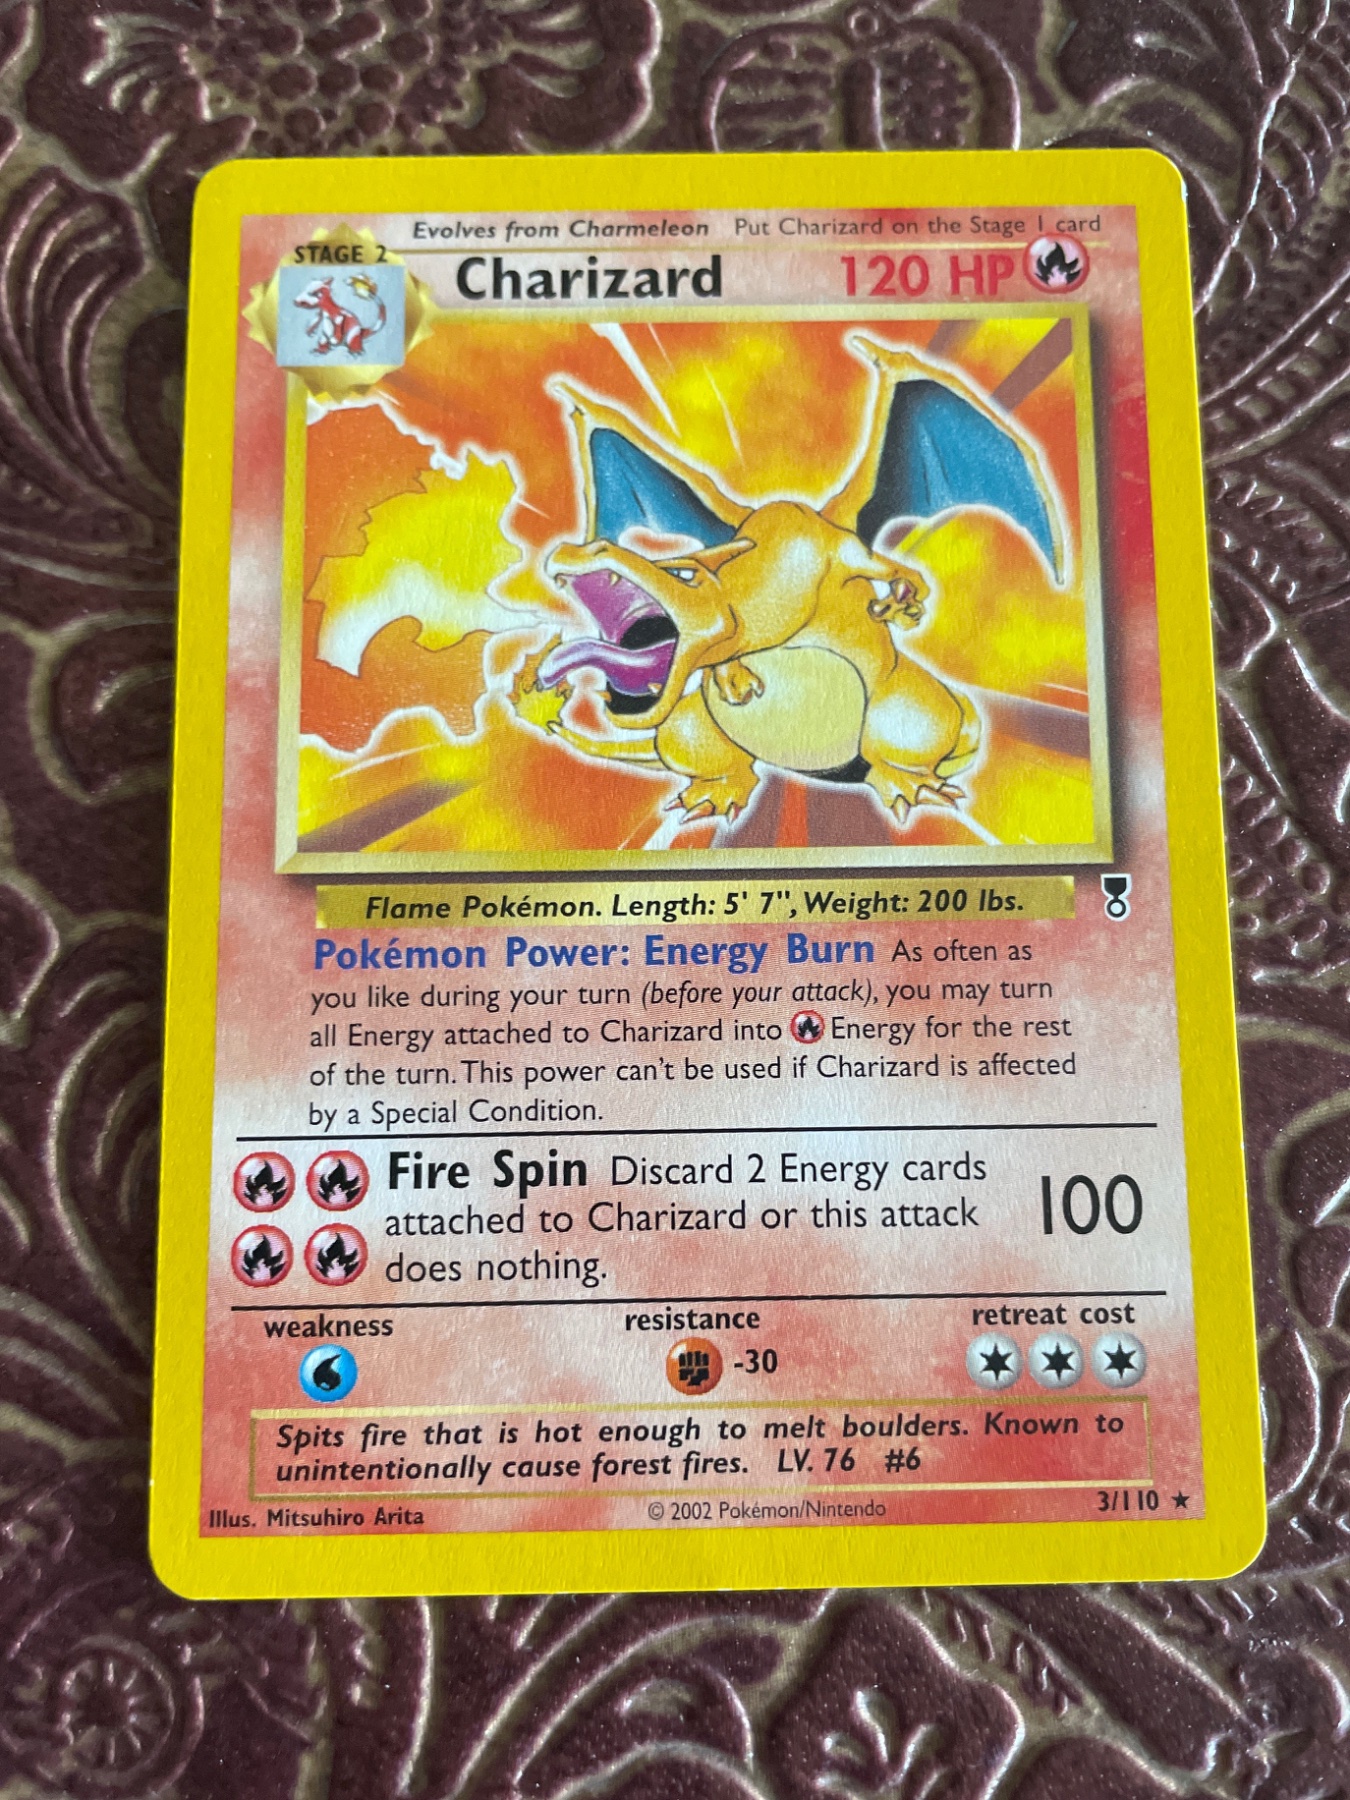 Evolves from Charmeleon Put Charizard on the Stage 1 card
STAGE 2
Charizard 120 HP
Flame Pokémon. Length: 5' 7", Weight: 200 lbs.
Pokémon Power: Energy Burn As often as
you like during your turn (before your attack), you may turn
all Energy attached to Charizard into Energy for the rest
of the turn. This power can't be used if Charizard is affected
by a Special Condition.
Fire Spin Discard 2 Energy cards
attached to Charizard or this attack
does nothing.
100
weakness resistance retreat cost
-30
Spits fire that is hot enough to melt boulders. Known to
unintentionally cause forest fires. LV. 76 #6
Illus. Mitsuhiro Arita © 2002 Pokémon/Nintendo 3/110 ★